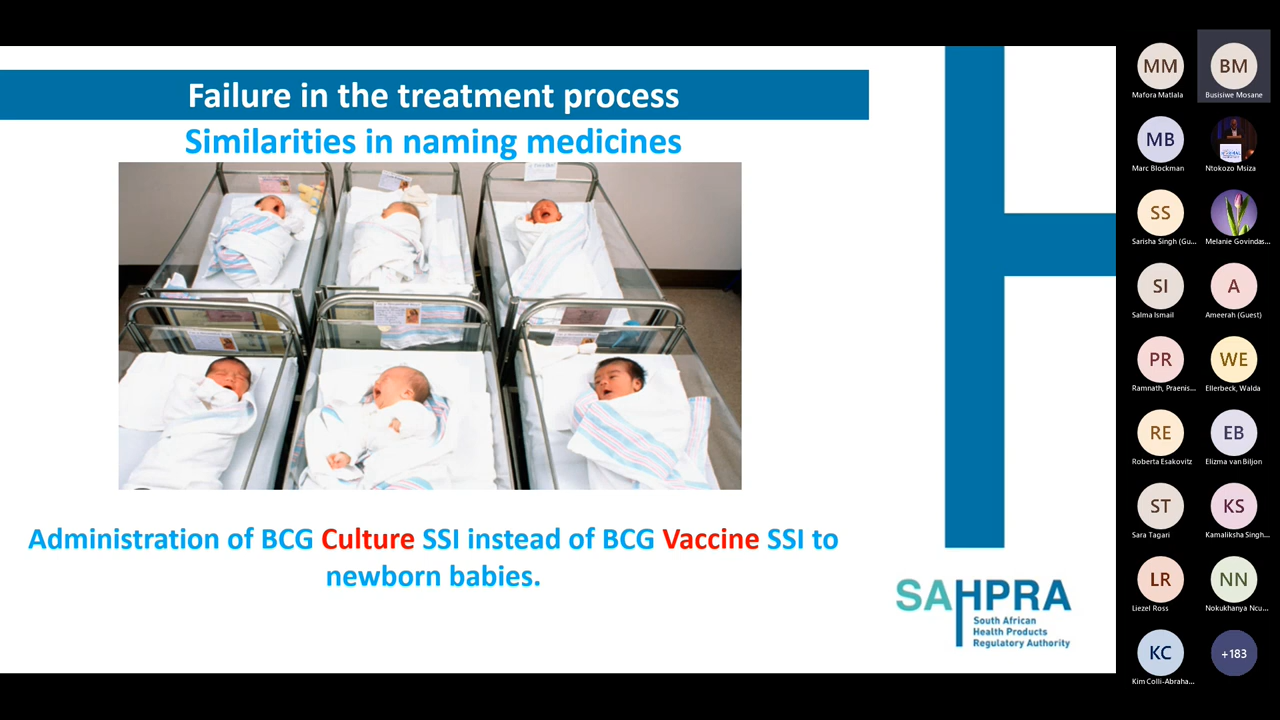 Failure in the treatment process
Similarities in naming medicines
Administration of BCG Culture SSI instead of BCG Vaccine SSI to
newborn babies.
SAHPRA
South African
Health Products
Regulatory Authority
MM
Mafora Matlala
BM
Busisiwe Mosane
MB
Marc Blockman
Ntokozo Msiza
SS
Sarisha Singh (Gu...
Melanie Govindas...
SI
Salma Ismail
A
Ameerah (Guest)
PR
Ramnath, Praenis...
WE
Ellerbeck, Walda
RE
Roberta Esakovitz
EB
Elizma van Biljon
ST
Sara Tagari
KS
Kamaliksha Singh...
LR
Liezel Ross
NN
Nokukhanya Ncu...
KC
Kim Colli-Abraha...
+183